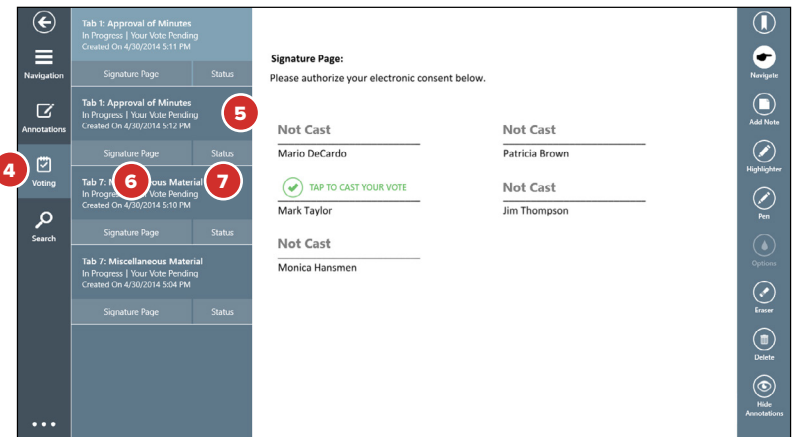 Navigation
Annotations
4
Voting
Search
Tab 1: Approval of Minutes
In Progress | Your Vote Pending
Created On 4/30/2014 5:11 PM
Signature Page Status
Tab 1: Approval of Minutes
In Progress | Your Vote Pending
Created On 4/30/2014 5:12 PM
5
Signature Page Status
6
7
Tab 7: M ous Material
In Progress Your Vote Pending
Created On 4/30/2014 5:10 PM
Signature Page Status
Tab 7: Miscellaneous Material
In Progress | Your Vote Pending
Created On 4/30/2014 5:04 PM
Signature Page Status
Signature Page:
Please authorize your electronic consent below.
Not Cast Not Cast
Mario DeCardo Patricia Brown
TAP TO CAST YOUR VOTE Not Cast
Mark Taylor Jim Thompson
Not Cast
Monica Hansmen
Navigate
Add Note
Highlighter
Pen
Options
Eraser
Delete
Hide
Annotations